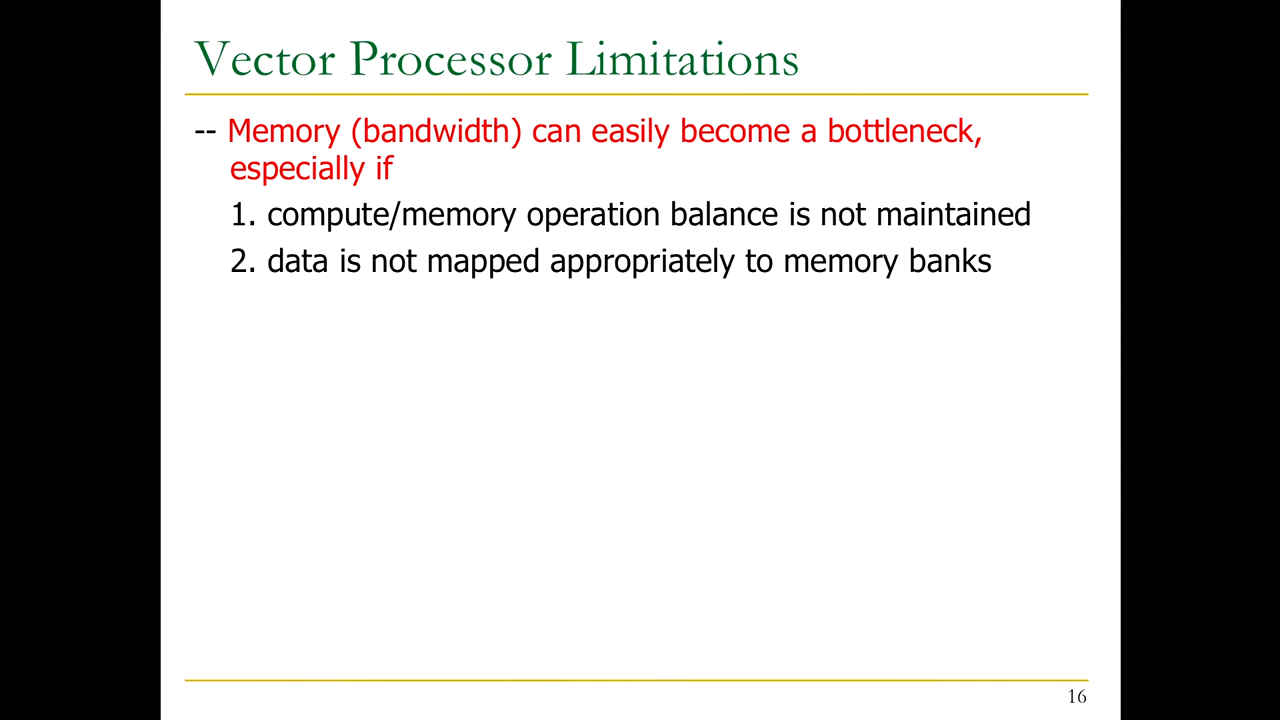 Vector Processor Limitations
-- Memory (bandwidth) can easily become a bottleneck,
especially if
1. compute/memory operation balance is not maintained
2. data is not mapped appropriately to memory banks
16